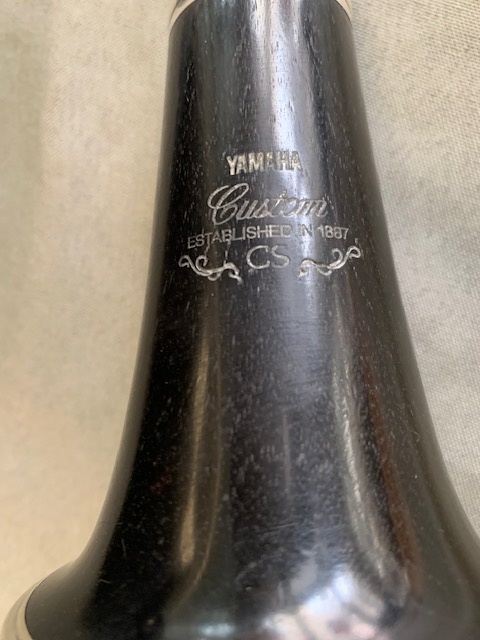 YAMAHA
Custom
ESTABLISHED IN 1887
CS